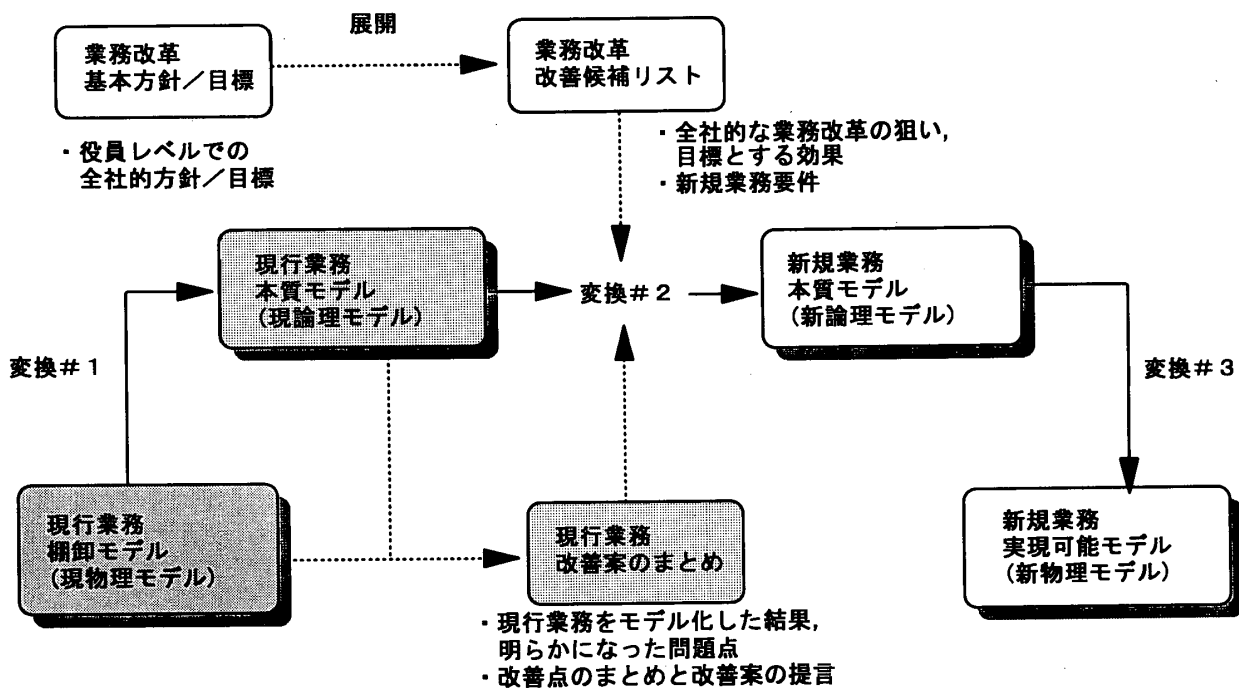 展開
業務改革
基本方針／目標
業務改革
改善候補リスト
・役員レベルでの
全社的方針／目標
・全社的な業務改革の狙い，
目標とする効果
・新規業務要件
現行業務
本質モデル
(現論理モデル)
変換＃２
新規業務
本質モデル
(新論理モデル)
変換＃１
変換＃３
現行業務
棚卸モデル
(現物理モデル)
現行業務
改善案のまとめ
新規業務
実現可能モデル
(新物理モデル)
・現行業務をモデル化した結果，
明らかになった問題点
・改善点のまとめと改善案の提言